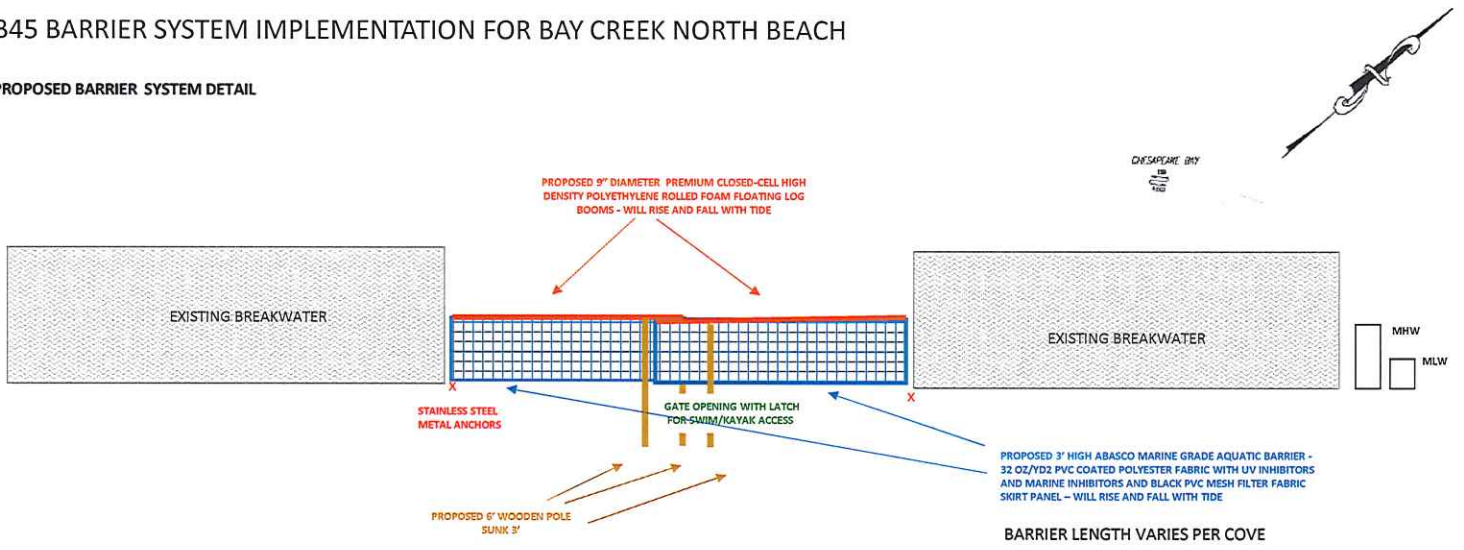 345 BARRIER SYSTEM IMPLEMENTATION FOR BAY CREEK NORTH BEACH
PROPOSED BARRIER SYSTEM DETAIL
CHESAPEAKE BAY
PROPOSED 9" DIAMETER PREMIUM CLOSED-CELL HIGH
DENSITY POLYETHYLENE ROLLED FOAM FLOATING LOG
BOOMS - WILL RISE AND FALL WITH TIDE
EXISTING BREAKWATER
EXISTING BREAKWATER
MHW
MLW
X
X
STAINLESS STEEL
METAL ANCHORS
GATE OPENING WITH LATCH
FOR SWIM/KAYAK ACCESS
PROPOSED 3' HIGH ABASCO MARINE GRADE AQUATIC BARRIER -
32 OZ/YD2 PVC COATED POLYESTER FABRIC WITH UV INHIBITORS
AND MARINE INHIBITORS AND BLACK PVC MESH FILTER FABRIC
SKIRT PANEL – WILL RISE AND FALL WITH TIDE
PROPOSED 6' WOODEN POLE
SUNK 3'
BARRIER LENGTH VARIES PER COVE